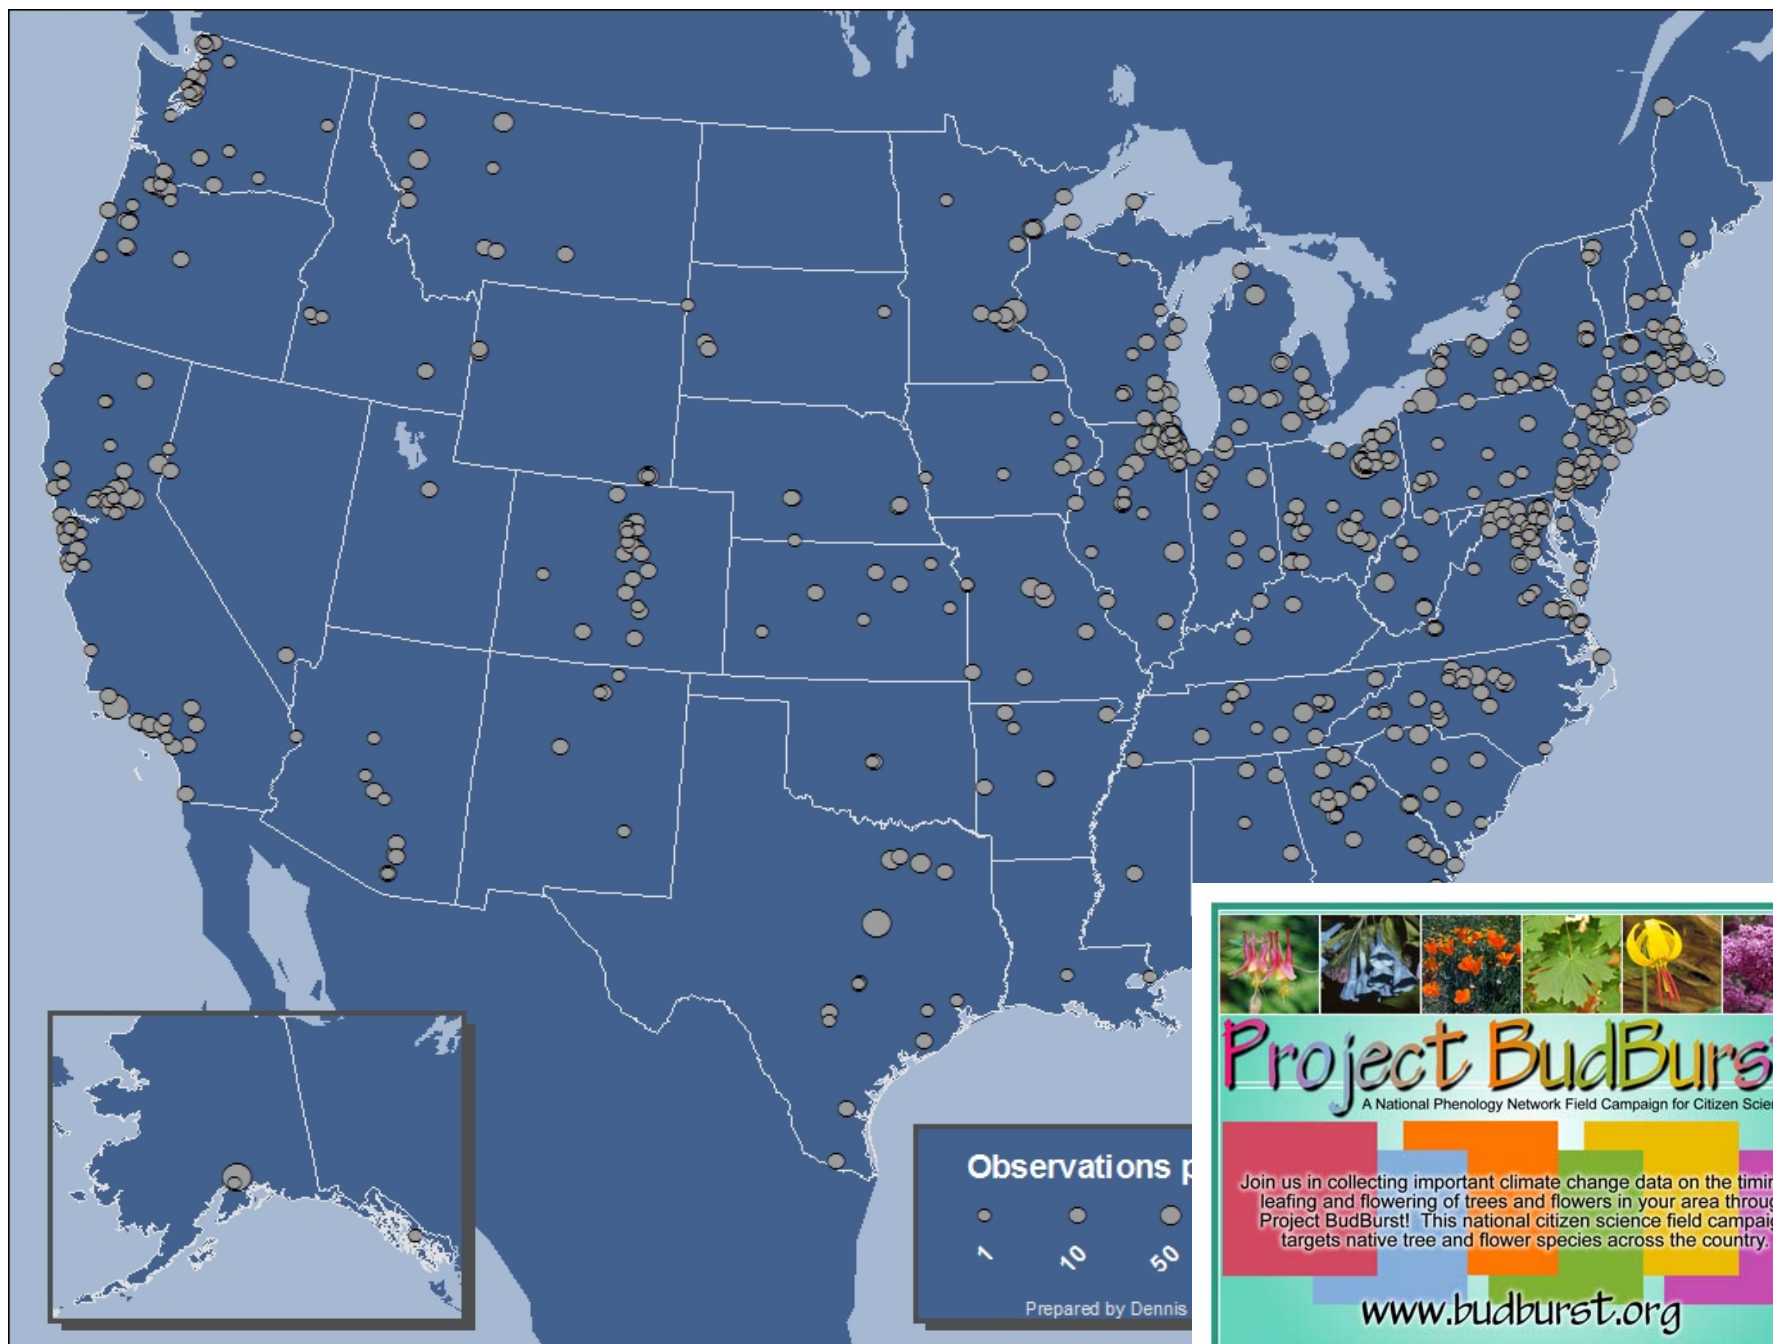 Observations p
1
10
50
Prepared by Dennis
Project BudBurst
A National Phenology Network Field Campaign for Citizen Scie
Join us in collecting important climate change data on the timin
leafing and flowering of trees and flowers in your area throug
Project BudBurst! This national citizen science field campaig
targets native tree and flower species across the country.
www.budburst.org